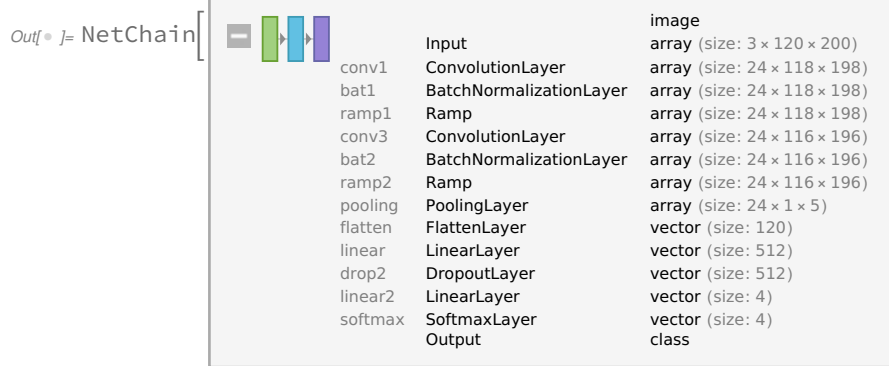 image
Out[ ]= NetChain[ Input array (size: 3 × 120 × 200)
conv1 ConvolutionLayer array (size: 24 × 118 × 198)
bat1 BatchNormalizationLayer array (size: 24 × 118 × 198)
ramp1 Ramp array (size: 24 × 118 × 198)
conv3 ConvolutionLayer array (size: 24 × 116 × 196)
bat2 BatchNormalizationLayer array (size: 24 × 116 × 196)
ramp2 Ramp array (size: 24 × 116 × 196)
pooling PoolingLayer array (size: 24 × 1 × 5)
flatten FlattenLayer vector (size: 120)
linear LinearLayer vector (size: 512)
drop2 DropoutLayer vector (size: 512)
linear2 LinearLayer vector (size: 4)
softmax SoftmaxLayer vector (size: 4)
Output class